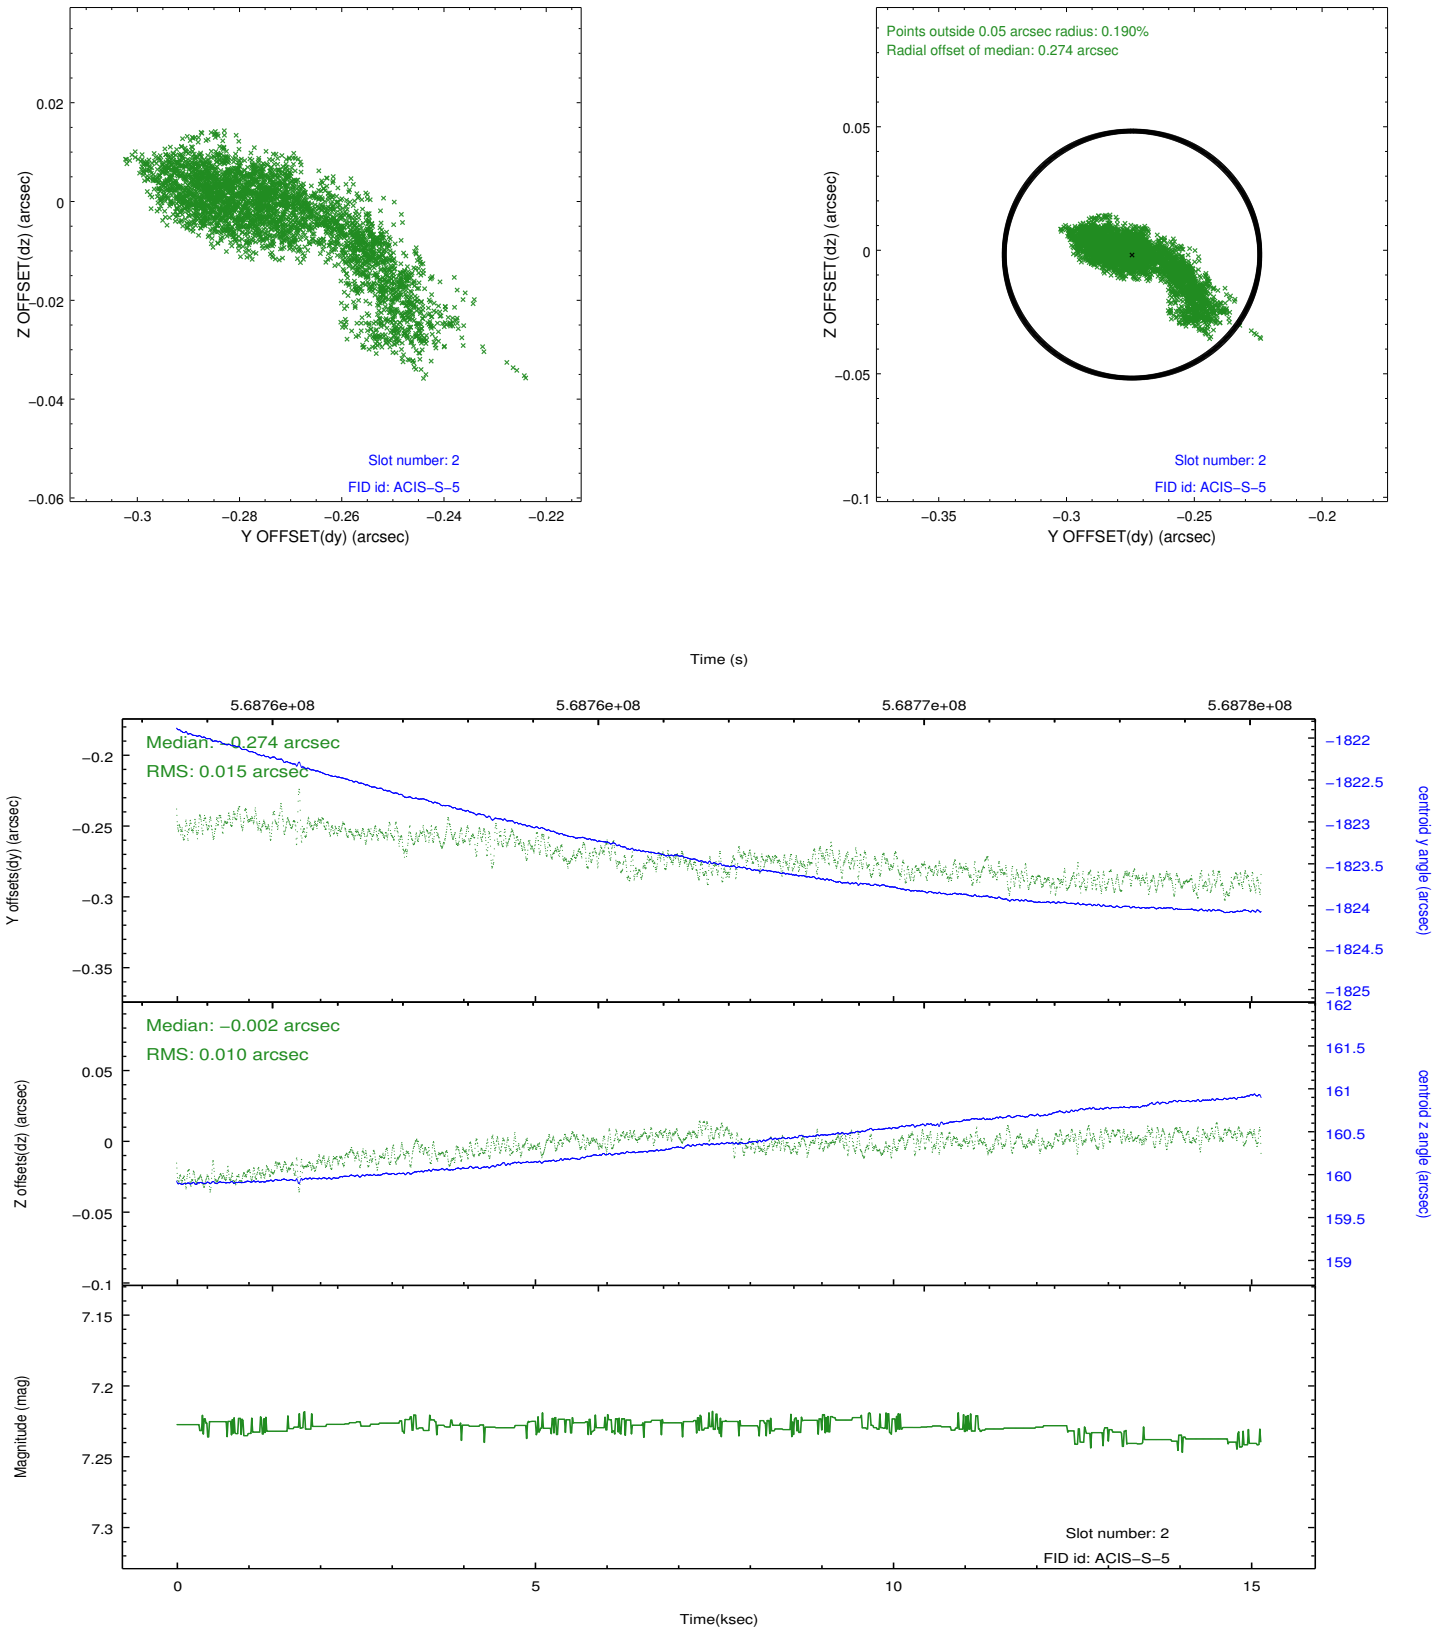 0.02
0
−0.02
−0.04
−0.06
Z OFFSET(dz) (arcsec)
−0.3
−0.28
−0.26
−0.24
−0.22
Y OFFSET(dy) (arcsec)
Slot number: 2
FID id: ACIS−S−5
Points outside 0.05 arcsec radius: 0.190%
Radial offset of median: 0.274 arcsec
0.05
0
−0.05
−0.1
Z OFFSET(dz) (arcsec)
−0.35
−0.3
−0.25
−0.2
Y OFFSET(dy) (arcsec)
Slot number: 2
FID id: ACIS−S−5
Time (s)
5.6876e+08
5.6876e+08
5.6877e+08
5.6878e+08
Median: −0.274 arcsec
RMS: 0.015 arcsec
−0.2
−0.25
−0.3
−0.35
Y offsets(dy) (arcsec)
−1822
−1822.5
−1823
−1823.5
−1824
−1824.5
−1825
centroid y angle (arcsec)
Median: −0.002 arcsec
RMS: 0.010 arcsec
0.05
0
−0.05
−0.1
Z offsets(dz) (arcsec)
162
161.5
161
160.5
160
159.5
159
centroid z angle (arcsec)
7.15
7.2
7.25
7.3
Magnitude (mag)
Slot number: 2
FID id: ACIS−S−5
0
5
10
15
Time(ksec)